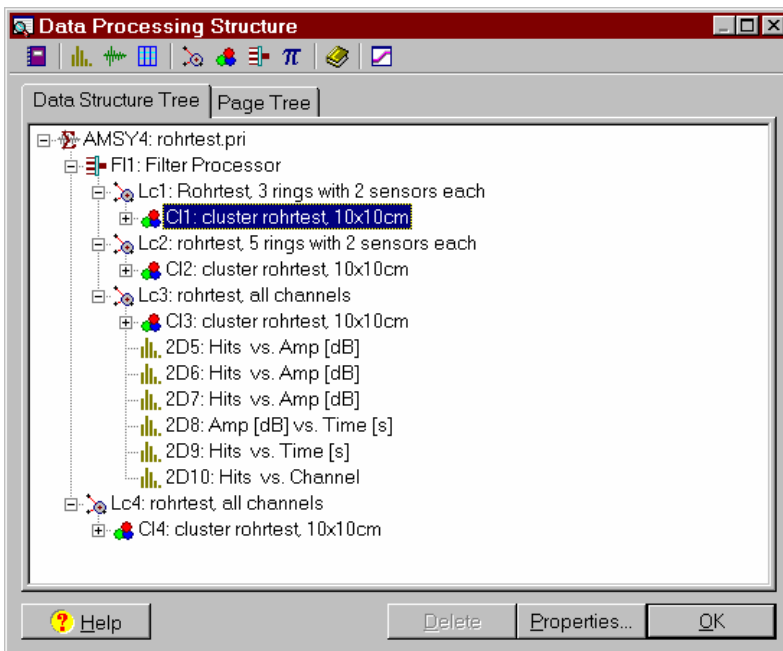 Data Processing Structure
Data Structure Tree
Page Tree
AMSY4: rohrtest.pri
Fl1: Filter Processor
Lc1: Rohrtest, 3 rings with 2 sensors each
Cl1: cluster rohrtest, 10x10cm
Lc2: rohrtest, 5 rings with 2 sensors each
Cl2: cluster rohrtest, 10x10cm
Lc3: rohrtest, all channels
Cl3: cluster rohrtest, 10x10cm
2D5: Hits vs. Amp [dB]
2D6: Hits vs. Amp [dB]
2D7: Hits vs. Amp [dB]
2D8: Amp [dB] vs. Time [s]
2D9: Hits vs. Time [s]
2D10: Hits vs. Channel
Lc4: rohrtest, all channels
Cl4: cluster rohrtest, 10x10cm
Help
Delete
Properties...
OK